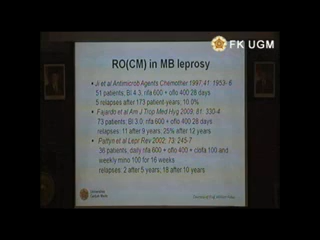 FK UGM
RO(CM) in MB leprosy
• Ji et al Antimicrob Agents Chemother 1997;41: 1953-6
51 patients; BI 4.3; rifa 600 + oflo 400 28 days
5 relapses after 173 patient years; 10.0%
• Fajardo et al Am J Trop Med Hyg 2009; 81: 330-4
73 patients; BI 3.0; rifa 600 + oflo 400 28 days
relapses: 11 after 9 years; 25% after 12 years
• Pattyn et al Lepr Rev 2002; 73: 245-7
36 patients; daily rifa 600 + oflo 400 + clofa 100 and
weekly mino 100 for 16 weeks
relapses: 2 after 5 years; 18 after 10 years